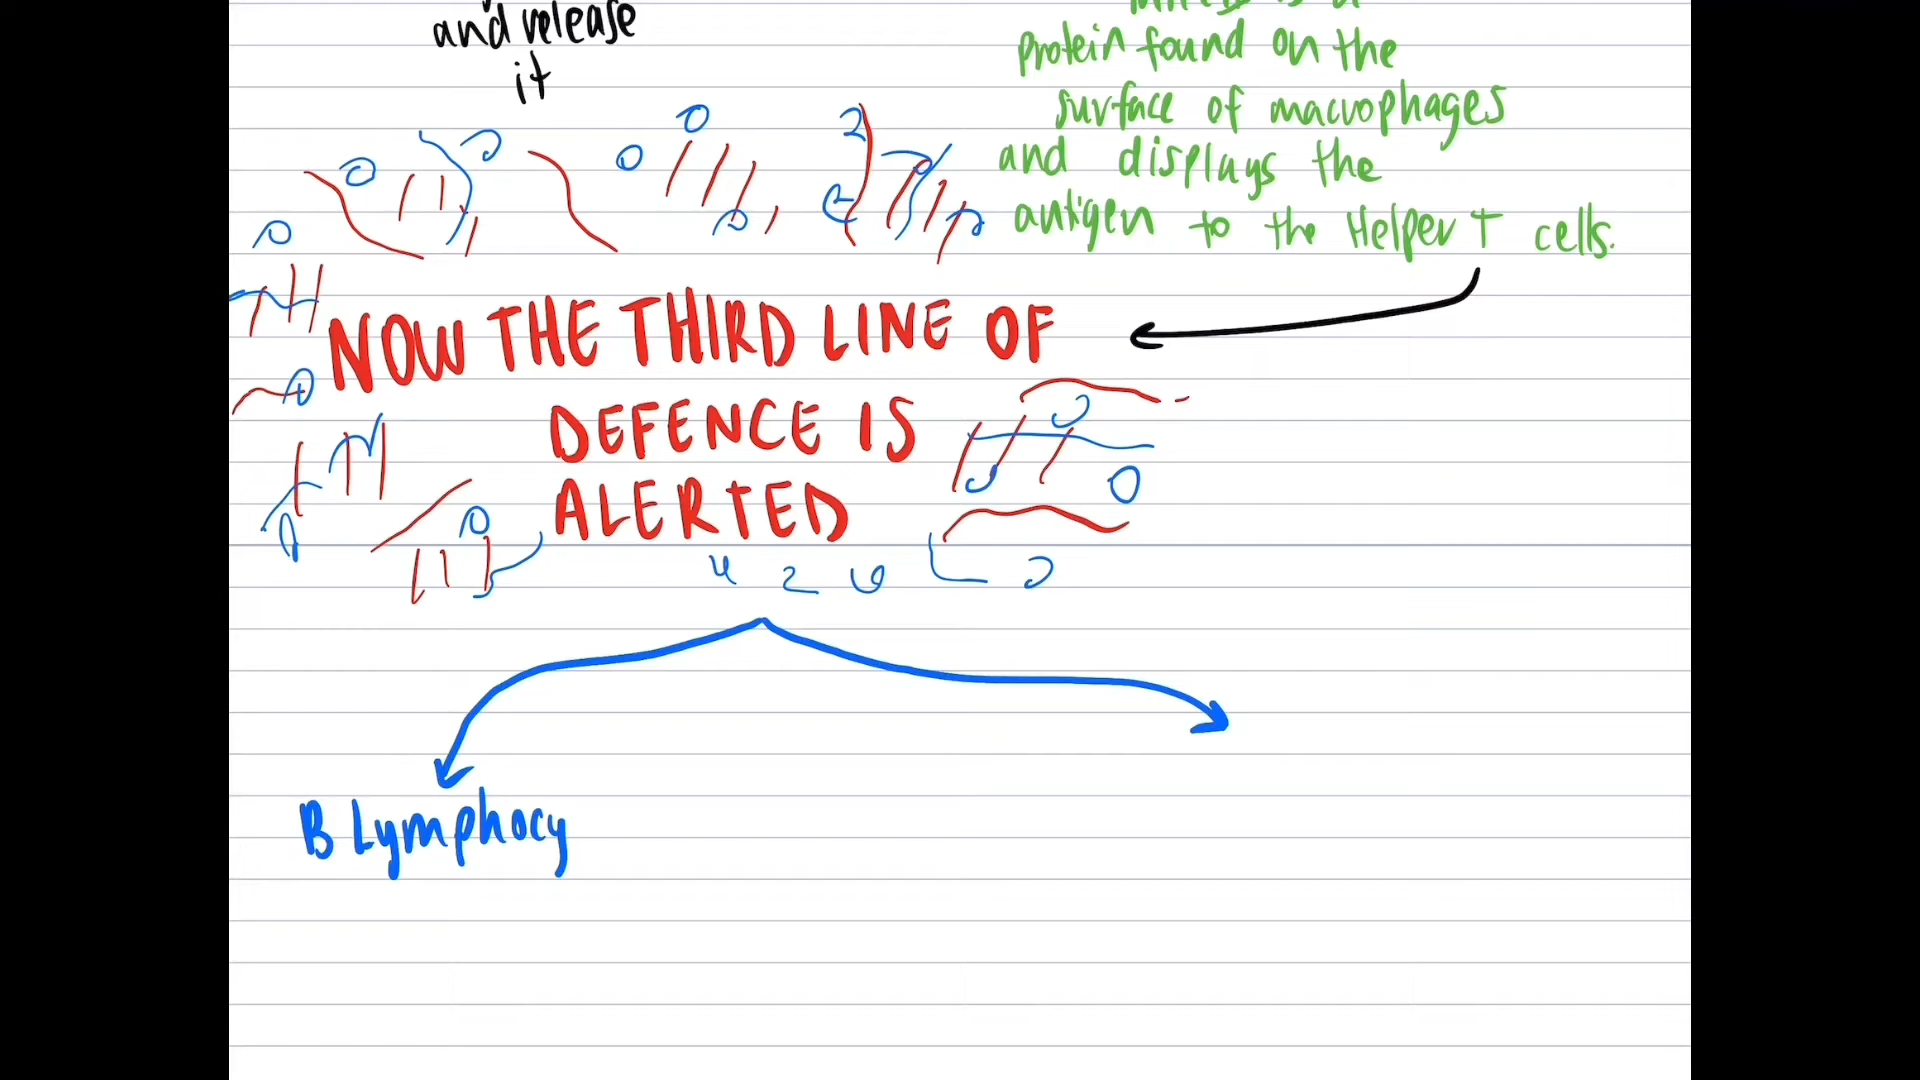 and release
it
is a
protein found on the
surface of macrophages
and displays the
antigen to the Helper T cells.
NOW THE THIRD LINE OF
DEFENCE IS
ALERTED
B Lymphocy